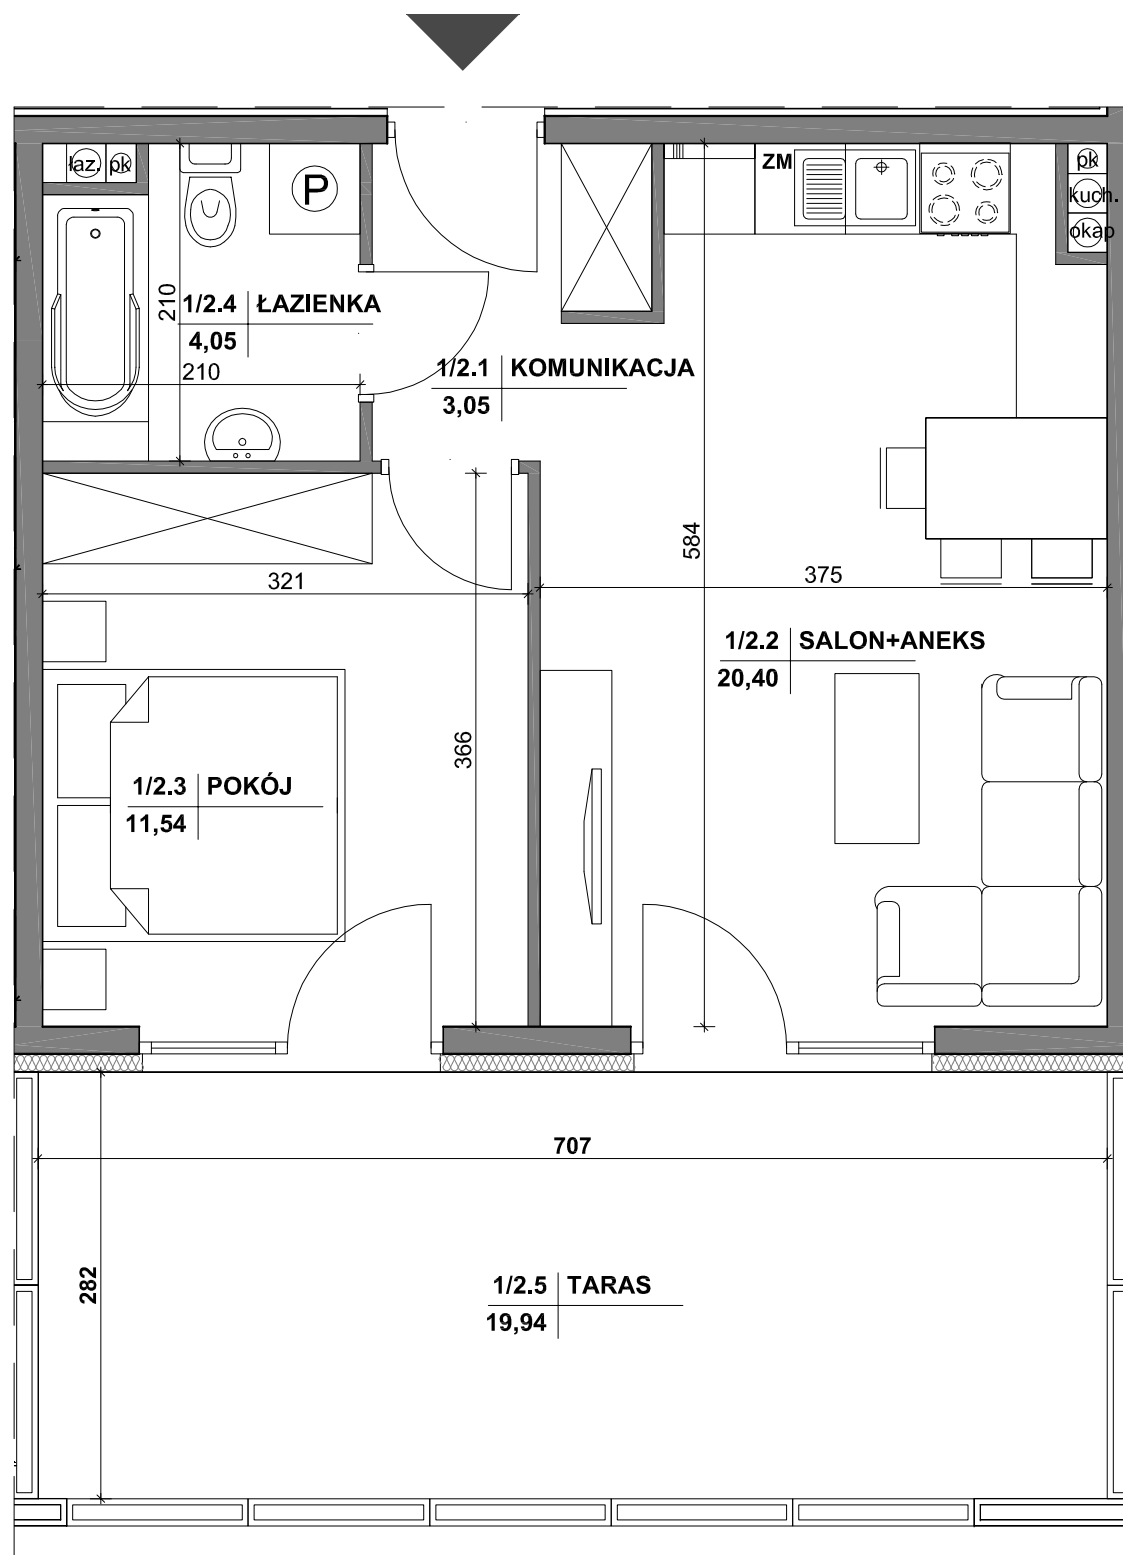 łaz. pk
P
ZM
pk
kuch.
okap
210
1/2.4 ŁAZIENKA
4,05
210
1/2.1 KOMUNIKACJA
3,05
584
321
375
1/2.2 SALON+ANEKS
20,40
366
1/2.3 POKÓJ
11,54
707
282
1/2.5 TARAS
19,94